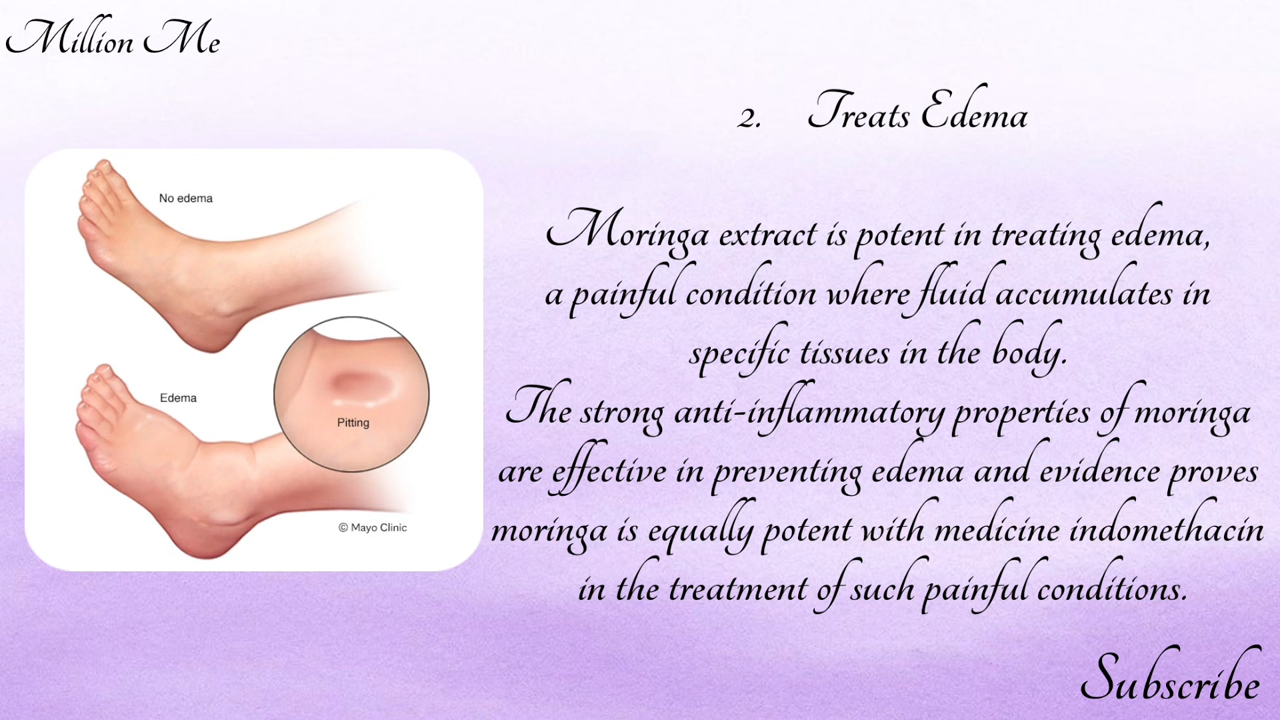 Million Me
2. Treats Edema
No edema
Edema
Pitting
© Mayo Clinic
Moringa extract is potent in treating edema,
a painful condition where fluid accumulates in
specific tissues in the body.
The strong anti-inflammatory properties of moringa
are effective in preventing edema and evidence proves
moringa is equally potent with medicine indomethacin
in the treatment of such painful conditions.
Subscribe